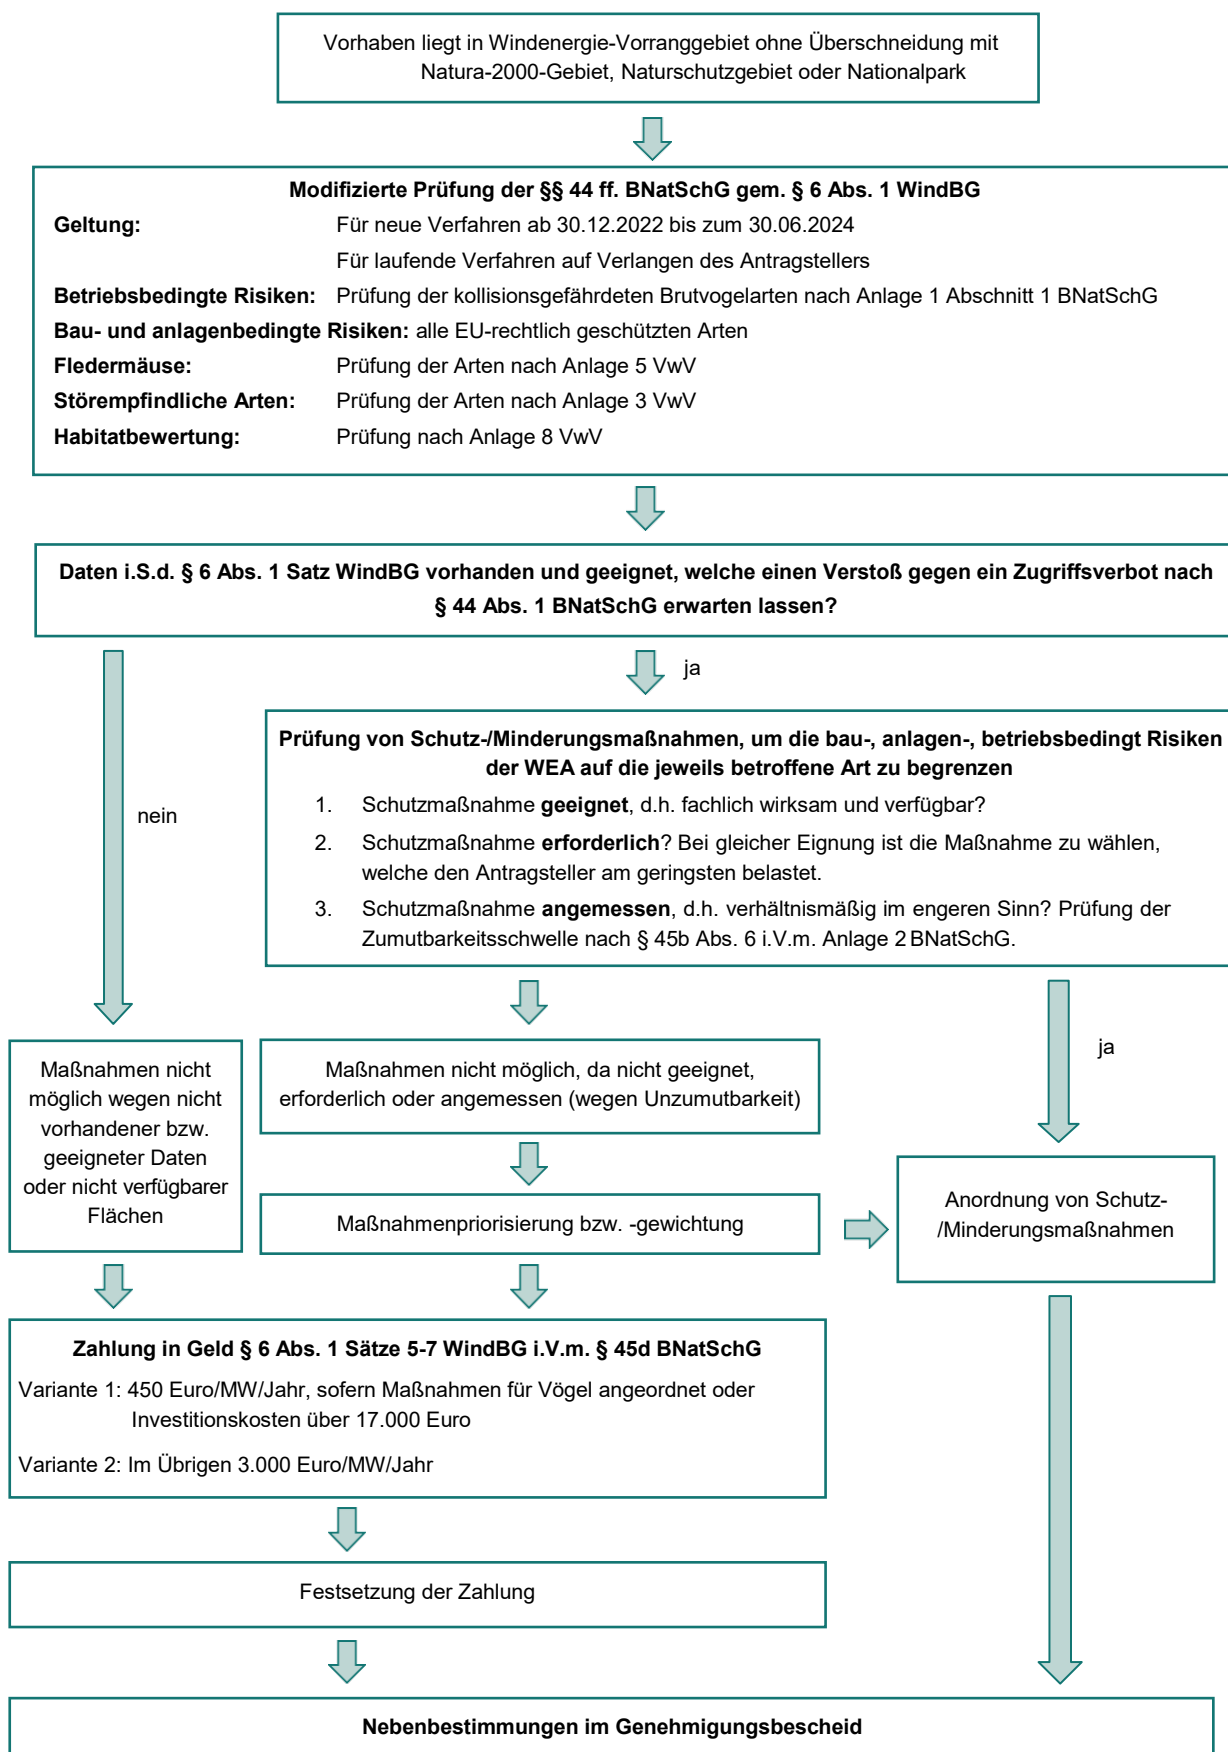 Vorhaben liegt in Windenergie-Vorranggebiet ohne Überschneidung mit
Natura-2000-Gebiet, Naturschutzgebiet oder Nationalpark
Modifizierte Prüfung der §§ 44 ff. BNatSchG gem. § 6 Abs. 1 WindBG
Geltung: Für neue Verfahren ab 30.12.2022 bis zum 30.06.2024
Für laufende Verfahren auf Verlangen des Antragstellers
Betriebsbedingte Risiken: Prüfung der kollisionsgefährdeten Brutvogelarten nach Anlage 1 Abschnitt 1 BNatSchG
Bau- und anlagenbedingte Risiken: alle EU-rechtlich geschützten Arten
Fledermäuse: Prüfung der Arten nach Anlage 5 VwV
Störempfindliche Arten: Prüfung der Arten nach Anlage 3 VwV
Habitatbewertung: Prüfung nach Anlage 8 VwV
Daten i.S.d. § 6 Abs. 1 Satz WindBG vorhanden und geeignet, welche einen Verstoß gegen ein Zugriffsverbot nach
§ 44 Abs. 1 BNatSchG erwarten lassen?
ja
nein
Prüfung von Schutz-/Minderungsmaßnahmen, um die bau-, anlagen-, betriebsbedingt Risiken
der WEA auf die jeweils betroffene Art zu begrenzen
1. Schutzmaßnahme geeignet, d.h. fachlich wirksam und verfügbar?
2. Schutzmaßnahme erforderlich? Bei gleicher Eignung ist die Maßnahme zu wählen,
welche den Antragsteller am geringsten belastet.
3. Schutzmaßnahme angemessen, d.h. verhältnismäßig im engeren Sinn? Prüfung der
Zumutbarkeitsschwelle nach § 45b Abs. 6 i.V.m. Anlage 2 BNatSchG.
ja
Maßnahmen nicht
möglich wegen nicht
vorhandener bzw.
geeigneter Daten
oder nicht verfügbarer
Flächen
Maßnahmen nicht möglich, da nicht geeignet,
erforderlich oder angemessen (wegen Unzumutbarkeit)
Maßnahmenpriorisierung bzw. -gewichtung
Anordnung von Schutz-
/Minderungsmaßnahmen
Zahlung in Geld § 6 Abs. 1 Sätze 5-7 WindBG i.V.m. § 45d BNatSchG
Variante 1: 450 Euro/MW/Jahr, sofern Maßnahmen für Vögel angeordnet oder
Investitionskosten über 17.000 Euro
Variante 2: Im Übrigen 3.000 Euro/MW/Jahr
Festsetzung der Zahlung
Nebenbestimmungen im Genehmigungsbescheid